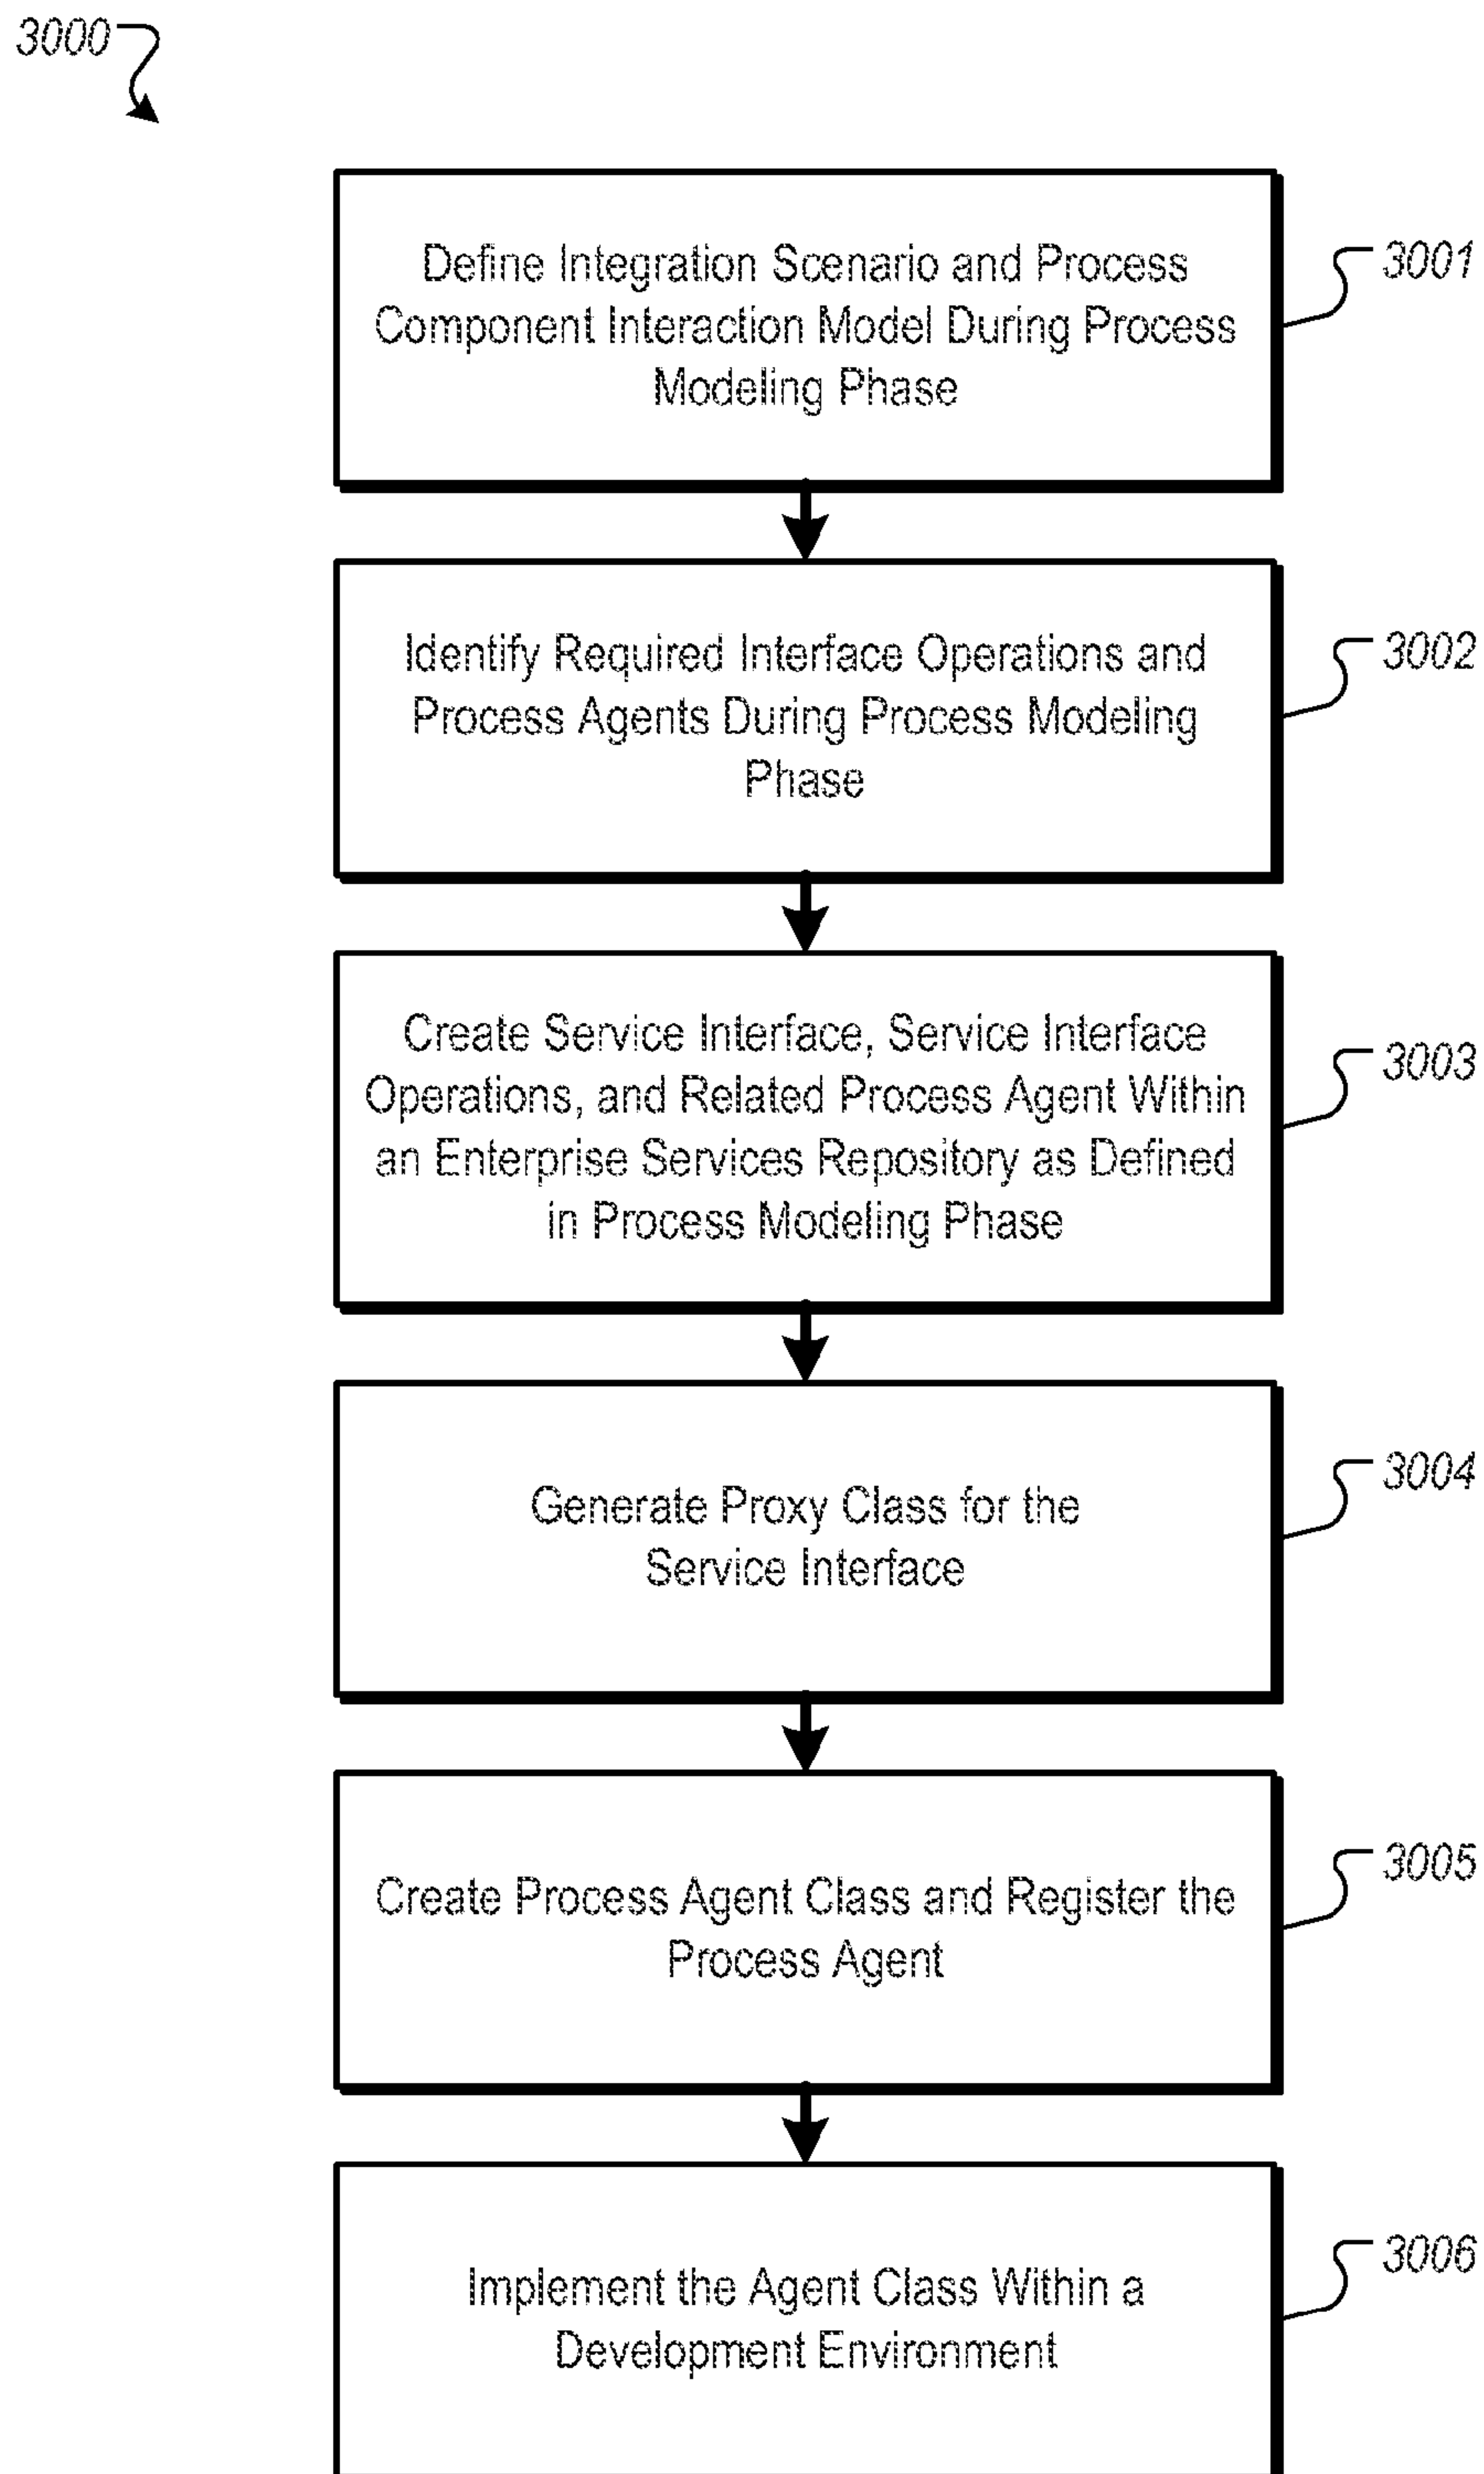 3000
Define Integration Scenario and Process
Component Interaction Model During Process
Modeling Phase
3001
Identify Required Interface Operations and
Process Agents During Process Modeling
Phase
3002
Create Service Interface, Service Interface
Operations, and Related Process Agent Within
an Enterprise Services Repository as Defined
in Process Modeling Phase
3003
Generate Proxy Class for the
Service Interface
3004
Create Process Agent Class and Register the
Process Agent
3005
Implement the Agent Class Within a
Development Environment
3006